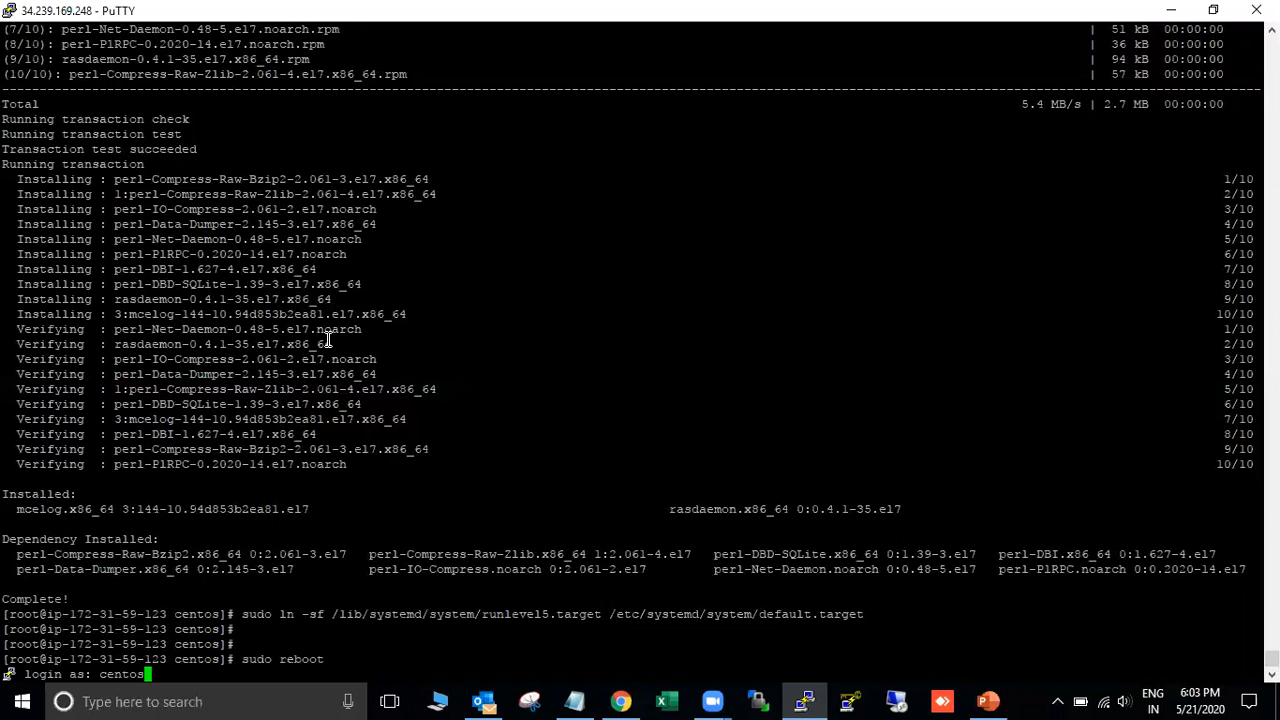 34.239.169.248 - PuTTY
(7/10): perl-Net-Daemon-0.48-5.el7.noarch.rpm | 51 kB 00:00:00
(8/10): perl-PlRPC-0.2020-14.el7.noarch.rpm | 36 kB 00:00:00
(9/10): rasdaemon-0.4.1-35.el7.x86_64.rpm | 94 kB 00:00:00
(10/10): perl-Compress-Raw-Zlib-2.061-4.el7.x86_64.rpm | 57 kB 00:00:00
--------------------------------------------------------------------------------
Total 5.4 MB/s | 2.7 MB 00:00:00
Running transaction check
Running transaction test
Transaction test succeeded
Running transaction
Installing : perl-Compress-Raw-Bzip2-2.061-3.el7.x86_64 1/10
Installing : 1:perl-Compress-Raw-Zlib-2.061-4.el7.x86_64 2/10
Installing : perl-IO-Compress-2.061-2.el7.noarch 3/10
Installing : perl-Data-Dumper-2.145-3.el7.x86_64 4/10
Installing : perl-Net-Daemon-0.48-5.el7.noarch 5/10
Installing : perl-PlRPC-0.2020-14.el7.noarch 6/10
Installing : perl-DBI-1.627-4.el7.x86_64 7/10
Installing : perl-DBD-SQLite-1.39-3.el7.x86_64 8/10
Installing : rasdaemon-0.4.1-35.el7.x86_64 9/10
Installing : 3:mcelog-144-10.94d853b2ea81.el7.x86_64 10/10
Verifying : perl-Net-Daemon-0.48-5.el7.noarch 1/10
Verifying : rasdaemon-0.4.1-35.el7.x86_64 2/10
Verifying : perl-IO-Compress-2.061-2.el7.noarch 3/10
Verifying : perl-Data-Dumper-2.145-3.el7.x86_64 4/10
Verifying : 1:perl-Compress-Raw-Zlib-2.061-4.el7.x86_64 5/10
Verifying : perl-DBD-SQLite-1.39-3.el7.x86_64 6/10
Verifying : 3:mcelog-144-10.94d853b2ea81.el7.x86_64 7/10
Verifying : perl-DBI-1.627-4.el7.x86_64 8/10
Verifying : perl-Compress-Raw-Bzip2-2.061-3.el7.x86_64 9/10
Verifying : perl-PlRPC-0.2020-14.el7.noarch 10/10
Installed:
mcelog.x86_64 3:144-10.94d853b2ea81.el7 rasdaemon.x86_64 0:0.4.1-35.el7
Dependency Installed:
perl-Compress-Raw-Bzip2.x86_64 0:2.061-3.el7 perl-Compress-Raw-Zlib.x86_64 1:2.061-4.el7 perl-DBD-SQLite.x86_64 0:1.39-3.el7 perl-DBI.x86_64 0:1.627-4.el7
perl-Data-Dumper.x86_64 0:2.145-3.el7 perl-IO-Compress.noarch 0:2.061-2.el7 perl-Net-Daemon.noarch 0:0.48-5.el7 perl-PlRPC.noarch 0:0.2020-14.el7
Complete!
[root@ip-172-31-59-123 centos]# sudo ln -sf /lib/systemd/system/runlevel5.target /etc/systemd/system/default.target
[root@ip-172-31-59-123 centos]#
[root@ip-172-31-59-123 centos]#
[root@ip-172-31-59-123 centos]# sudo reboot
login as: centos
Type here to search
ENG
IN
6:03 PM
5/21/2020